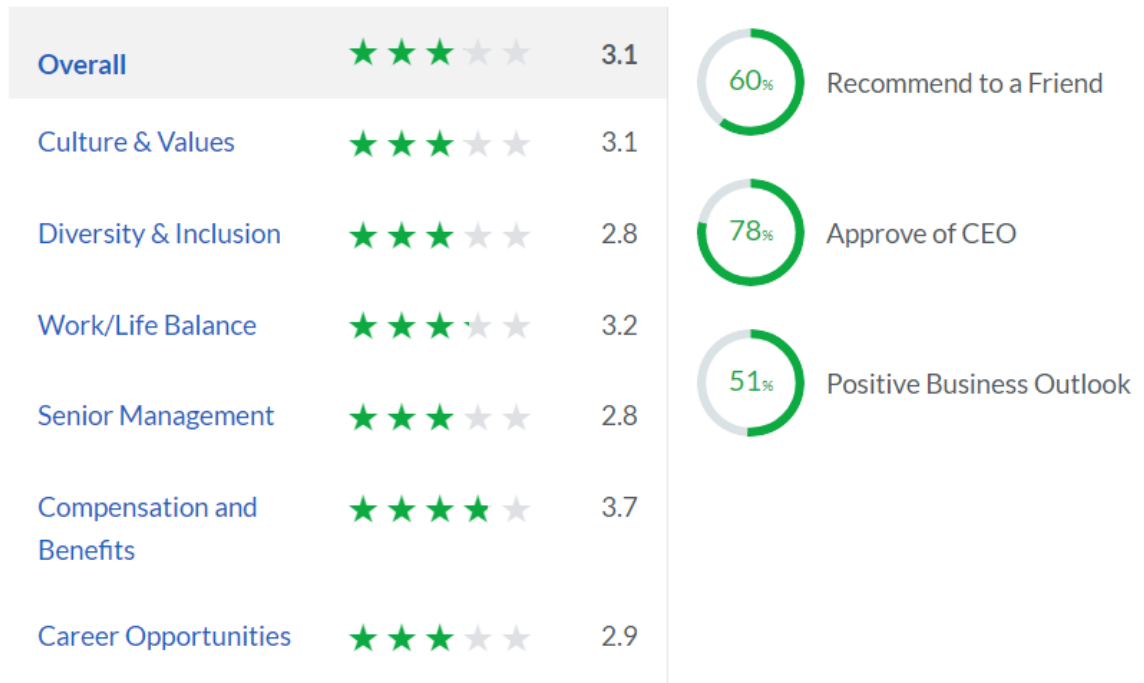 Overall 3.1
Culture & Values 3.1
Diversity & Inclusion 2.8
Work/Life Balance 3.2
Senior Management 2.8
Compensation and 3.7
Benefits
Career Opportunities 2.9
60% Recommend to a Friend
78% Approve of CEO
51% Positive Business Outlook